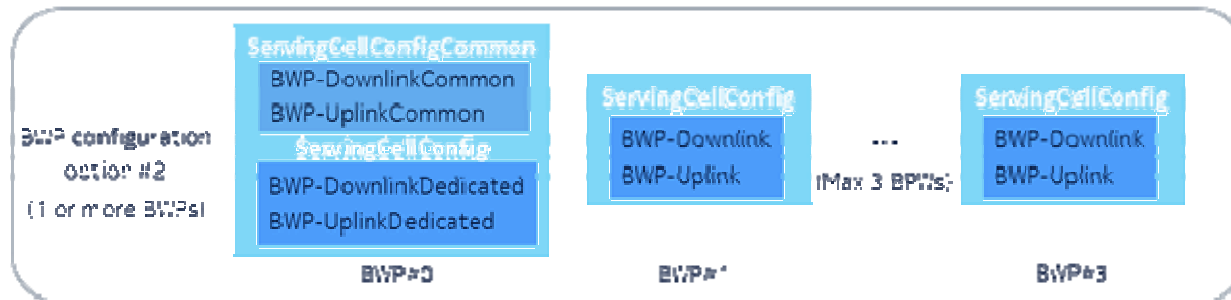 BWP configuration
option #2
(1 or more BWPs)
ServingCellConfigCommon
BWP-DownlinkCommon
BWP-UplinkCommon
ServingCellConfig
BWP-DownlinkDedicated
BWP-UplinkDedicated
BWP#0
ServingCellConfig
BWP-Downlink
BWP-Uplink
BWP#1
...
(Max 3 BPWs)
ServingCellConfig
BWP-Downlink
BWP-Uplink
BWP#3